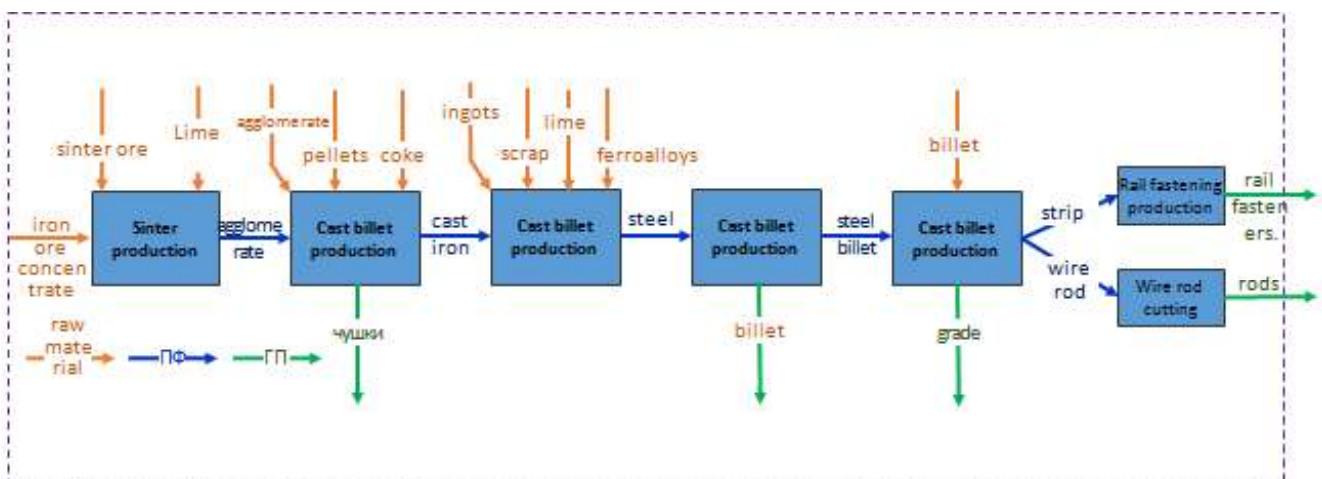 sinter ore
Lime
agglomerate
pellets
coke
ingots
scrap
lime
ferroalloys
billet
iron
ore
concen
trate
Sinter
production
agglome
rate
Cast billet
production
cast
iron
Cast billet
production
steel
Cast billet
production
steel
billet
Cast billet
production
strip
wire
rod
Rail fastening
production
rail
fasten
ers.
Wire rod
cutting
rods
raw
mate
rial
ПФ
ГП
чушки
billet
grade